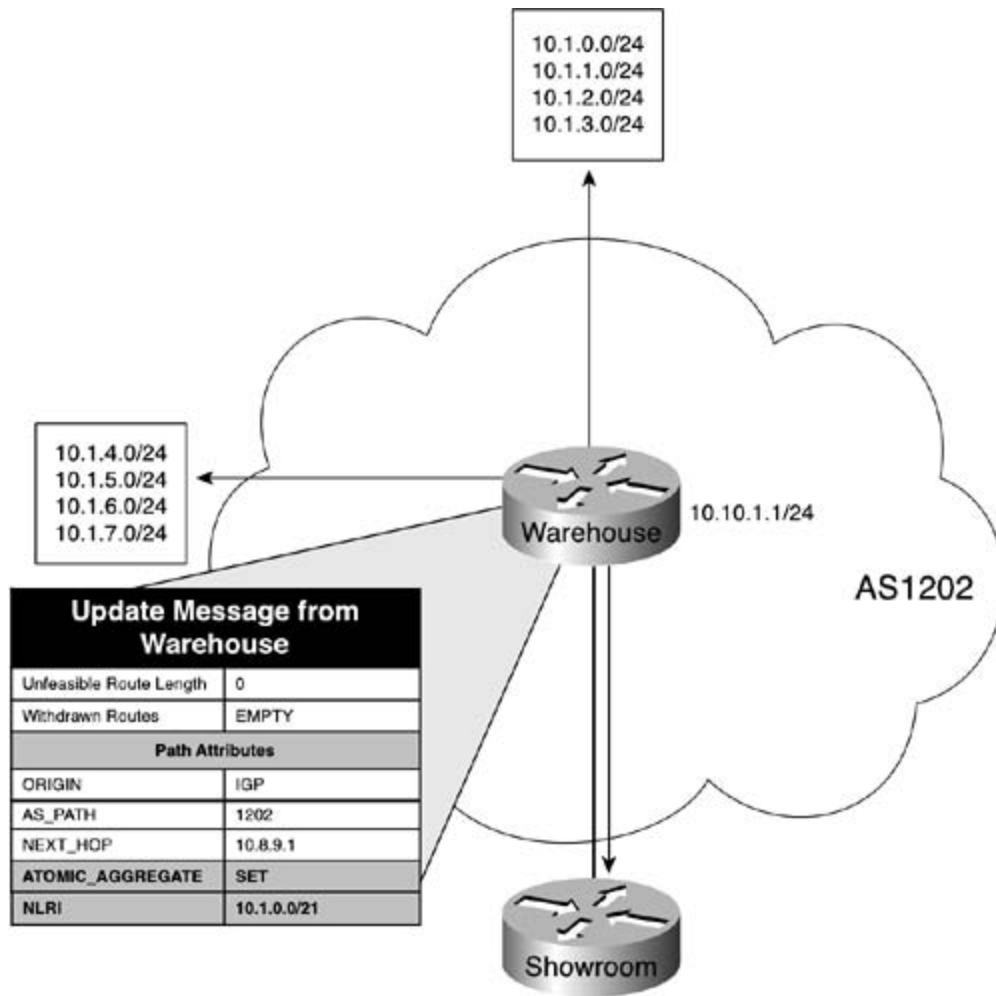 10.1.0.0/24
10.1.1.0/24
10.1.2.0/24
10.1.3.0/24
10.1.4.0/24
10.1.5.0/24
10.1.6.0/24
10.1.7.0/24
Warehouse
10.10.1.1/24
AS1202
Update Message from
Warehouse
Unfeasible Route Length 0
Withdrawn Routes EMPTY
Path Attributes
ORIGIN IGP
AS_PATH 1202
NEXT_HOP 10.8.9.1
ATOMIC_AGGREGATE SET
NLRI 10.1.0.0/21
Showroom